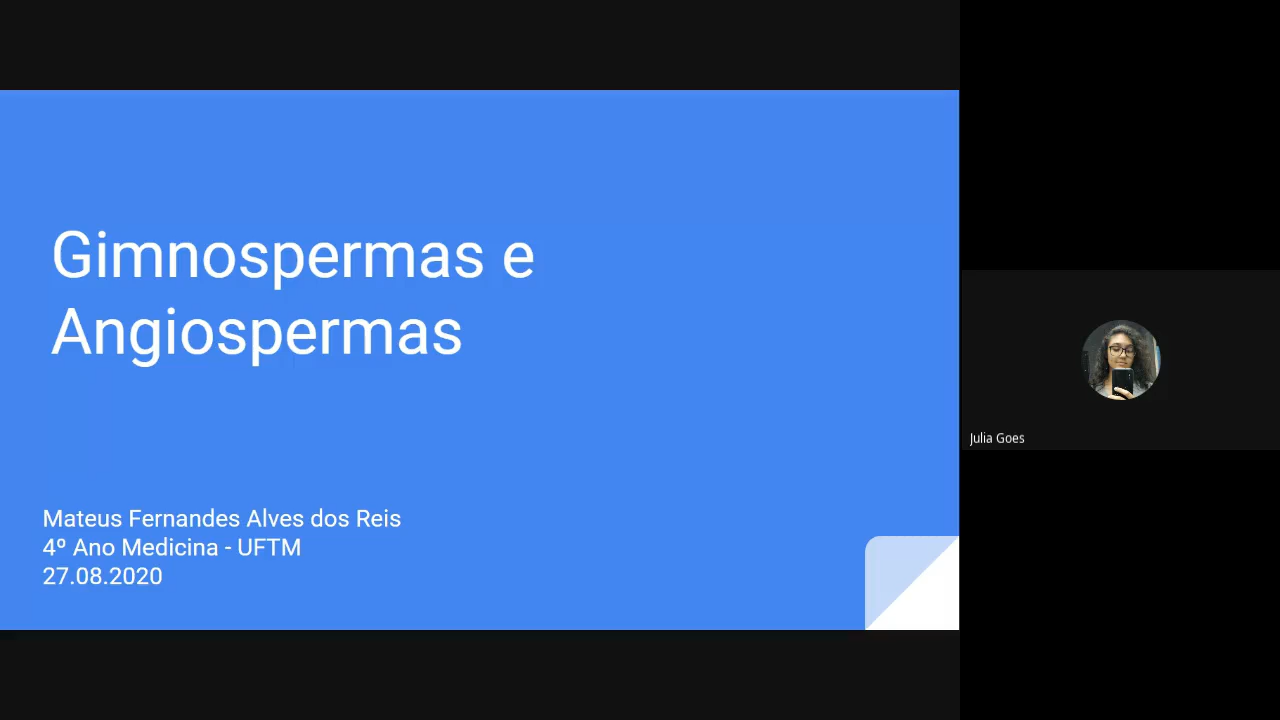 Gimnospermas e
Angiospermas
Mateus Fernandes Alves dos Reis
4º Ano Medicina - UFTM
27.08.2020
Julia Goes